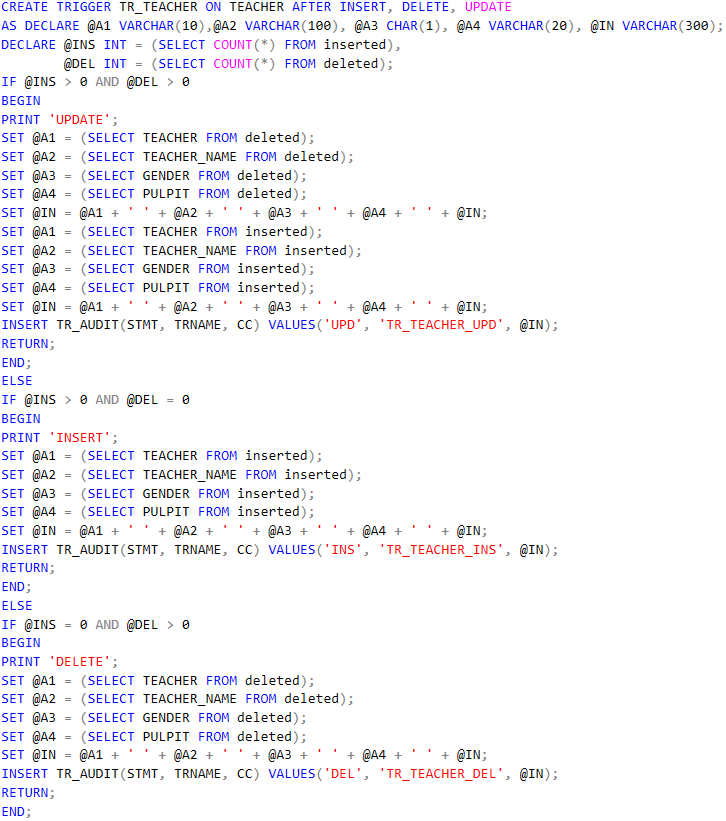 CREATE TRIGGER TR_TEACHER ON TEACHER AFTER INSERT, DELETE, UPDATE
AS DECLARE @A1 VARCHAR(10),@A2 VARCHAR(100), @A3 CHAR(1), @A4 VARCHAR(20), @IN VARCHAR(300);
DECLARE @INS INT = (SELECT COUNT(*) FROM inserted),
@DEL INT = (SELECT COUNT(*) FROM deleted);
IF @INS > 0 AND @DEL > 0
BEGIN
PRINT 'UPDATE';
SET @A1 = (SELECT TEACHER FROM deleted);
SET @A2 = (SELECT TEACHER_NAME FROM deleted);
SET @A3 = (SELECT GENDER FROM deleted);
SET @A4 = (SELECT PULPIT FROM deleted);
SET @IN = @A1 + ' ' + @A2 + ' ' + @A3 + ' ' + @A4 + ' ' + @IN;
SET @A1 = (SELECT TEACHER FROM inserted);
SET @A2 = (SELECT TEACHER_NAME FROM inserted);
SET @A3 = (SELECT GENDER FROM inserted);
SET @A4 = (SELECT PULPIT FROM inserted);
SET @IN = @A1 + ' ' + @A2 + ' ' + @A3 + ' ' + @A4 + ' ' + @IN;
INSERT TR_AUDIT(STMT, TRNAME, CC) VALUES('UPD', 'TR_TEACHER_UPD', @IN);
RETURN;
END;
ELSE
IF @INS > 0 AND @DEL = 0
BEGIN
PRINT 'INSERT';
SET @A1 = (SELECT TEACHER FROM inserted);
SET @A2 = (SELECT TEACHER_NAME FROM inserted);
SET @A3 = (SELECT GENDER FROM inserted);
SET @A4 = (SELECT PULPIT FROM inserted);
SET @IN = @A1 + ' ' + @A2 + ' ' + @A3 + ' ' + @A4 + ' ' + @IN;
INSERT TR_AUDIT(STMT, TRNAME, CC) VALUES('INS', 'TR_TEACHER_INS', @IN);
RETURN;
END;
ELSE
IF @INS = 0 AND @DEL > 0
BEGIN
PRINT 'DELETE';
SET @A1 = (SELECT TEACHER FROM deleted);
SET @A2 = (SELECT TEACHER_NAME FROM deleted);
SET @A3 = (SELECT GENDER FROM deleted);
SET @A4 = (SELECT PULPIT FROM deleted);
SET @IN = @A1 + ' ' + @A2 + ' ' + @A3 + ' ' + @A4 + ' ' + @IN;
INSERT TR_AUDIT(STMT, TRNAME, CC) VALUES('DEL', 'TR_TEACHER_DEL', @IN);
RETURN;
END;